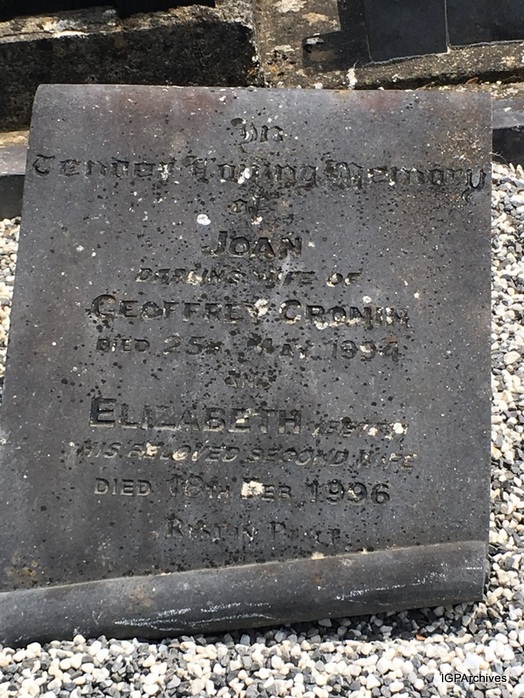 In
Tender Loving Memory
of
JOAN
DARLING WIFE OF
GEOFFREY CRONIN
DIED 25TH MAY 1994
AND
ELIZABETH
HIS BELOVED SECOND WIFE
DIED 18TH FEB 1996
REST IN PEACE
IGPArchives